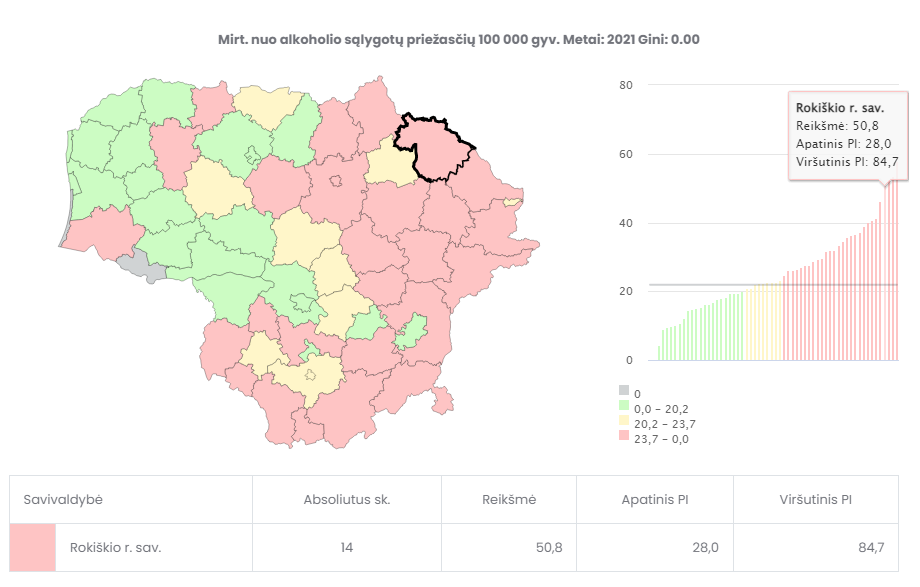 Mirt. nuo alkoholio sąlygotų priežasčių 100 000 gyv. Metai: 2021 Gini: 0.00
80
60
40
20
0
Rokiškio r. sav.
Reikšmė: 50,8
Apatinis PI: 28,0
Viršutinis PI: 84,7
0
0,0 – 20,2
20,2 – 23,7
23,7 – 0,0
Savivaldybė Absoliutus sk. Reikšmė Apatinis PI Viršutinis PI
Rokiškio r. sav. 14 50,8 28,0 84,7